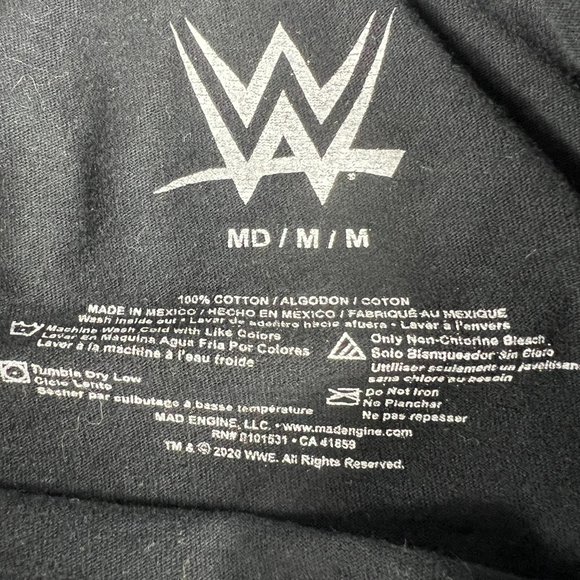 WWE
MD / M / M
100% COTTON / ALGODON / COTON
MADE IN MEXICO / HECHO EN MÉXICO / FABRIQUÉ AU MEXIQUE
Wash inside out • Lavar de adentro hacia afuera • Laver à l'envers
Machine Wash Cold with Like Colors
Lavar En Maquina Agua Fria Por Colores
Laver à la machine à l'eau froide
Only Non-Chlorine Bleach
Solo Blanqueador Sin Cloro
Utiliser seulement un javellisan
sans chlore au besoin
Tumble Dry Low
Ciclo Lento
Sécher par culbutage à basse température
Do Not Iron
No Planchar
Ne pas repasser
MAD ENGINE, LLC. • www.madengine.com
RN# 0101531 • CA 41859
TM & © 2020 WWE. All Rights Reserved.